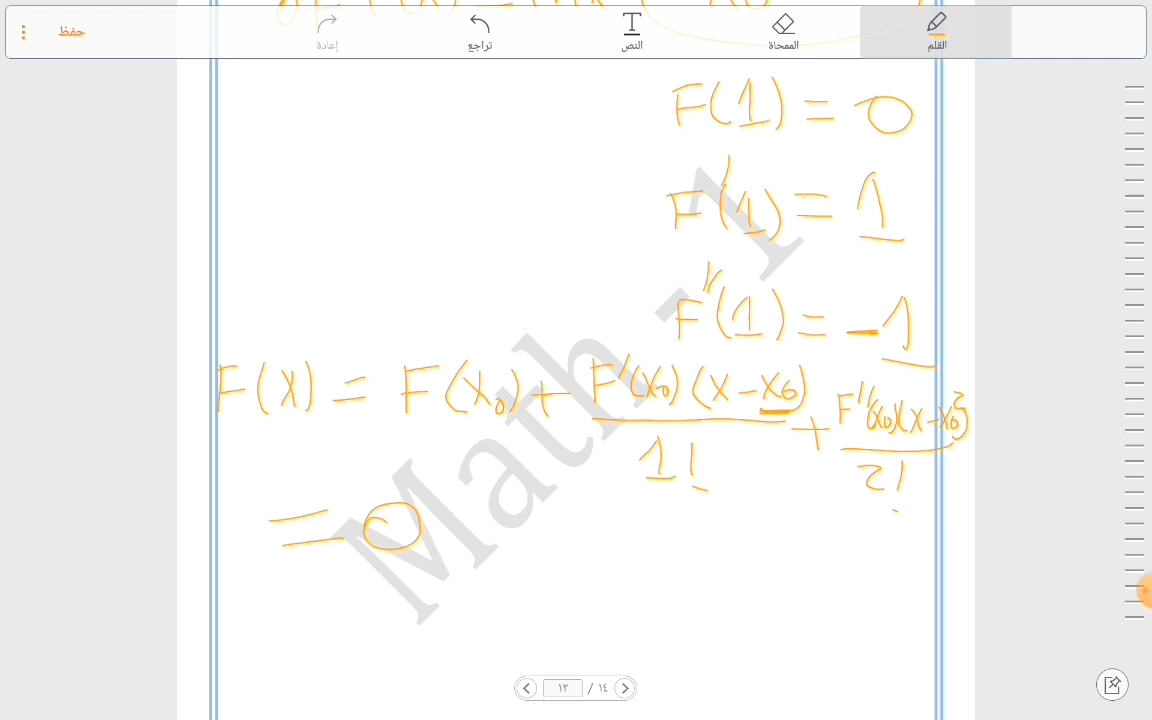 حفظ
إعادة
تراجع
النص
الممحاة
القلم
F(1) = 0
F'(1) = 1
F''(1) = -1
F(x) = F(x₀) + F'(x₀)(x-x₀)/1! + F''(x₀)(x-x₀)²/2!
= 0
Math-1
١٢ / ١٤